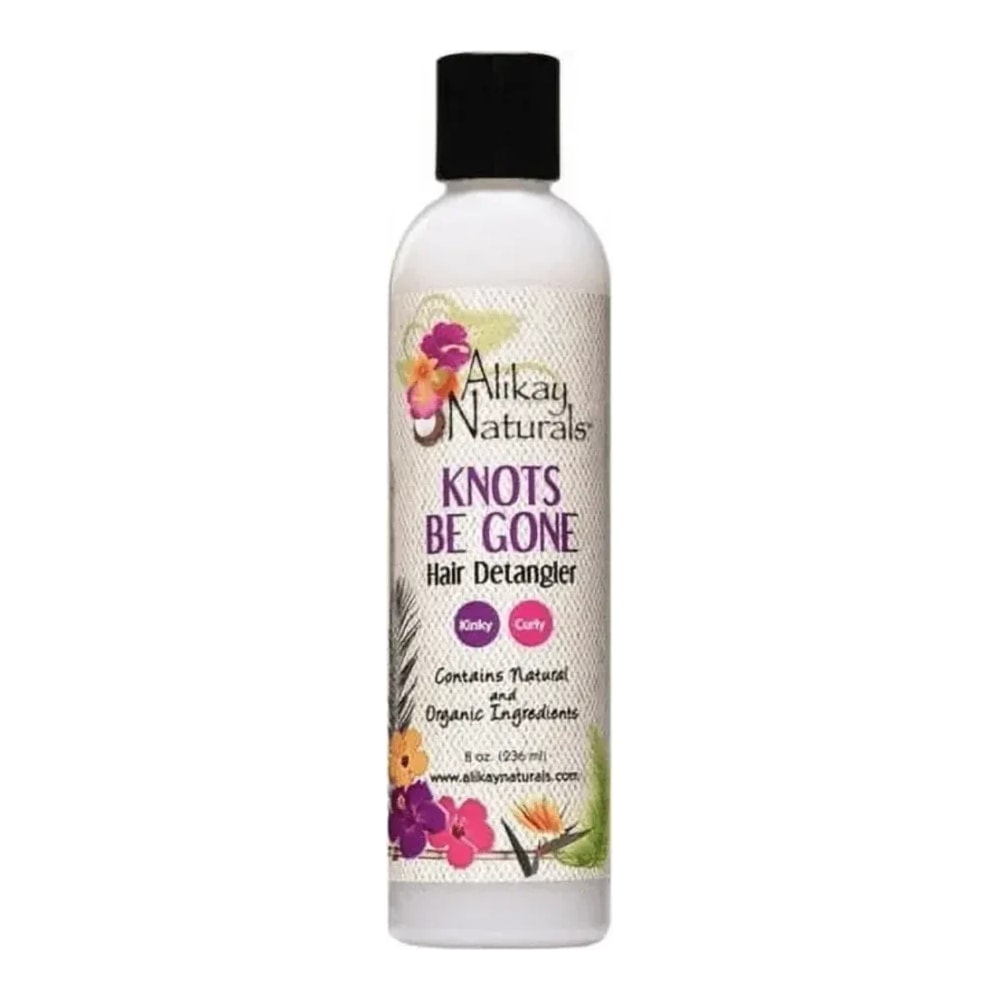 Alikay
Naturals™
KNOTS
BE GONE
Hair Detangler
Kinky Curly
Contains Natural
and
Organic Ingredients
8 oz. (236 ml)
www.alikaynaturals.com